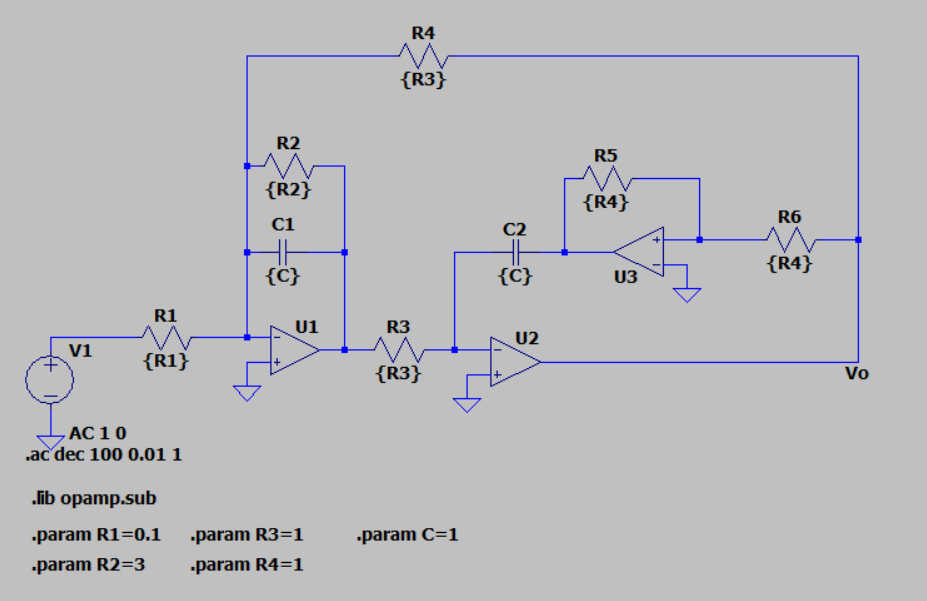 R4
{R3}
R2
{R2}
R5
{R4}
C1
{C}
C2
{C}
+
-
U3
R6
{R4}
R1
{R1}
V1
+
-
-
+
U1
R3
{R3}
-
+
U2
Vo
AC 1 0
.ac dec 100 0.01 1
.lib opamp.sub
.param R1=0.1 .param R3=1 .param C=1
.param R2=3 .param R4=1